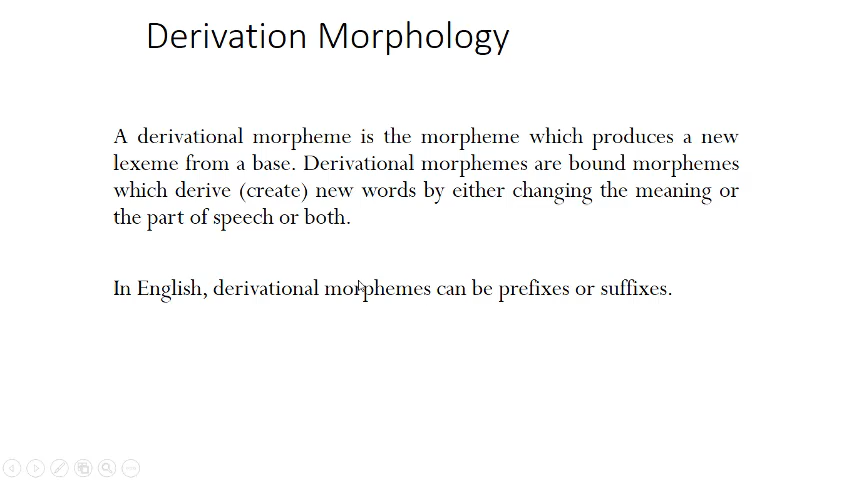 Derivation Morphology
A derivational morpheme is the morpheme which produces a new
lexeme from a base. Derivational morphemes are bound morphemes
which derive (create) new words by either changing the meaning or
the part of speech or both.
In English, derivational morphemes can be prefixes or suffixes.